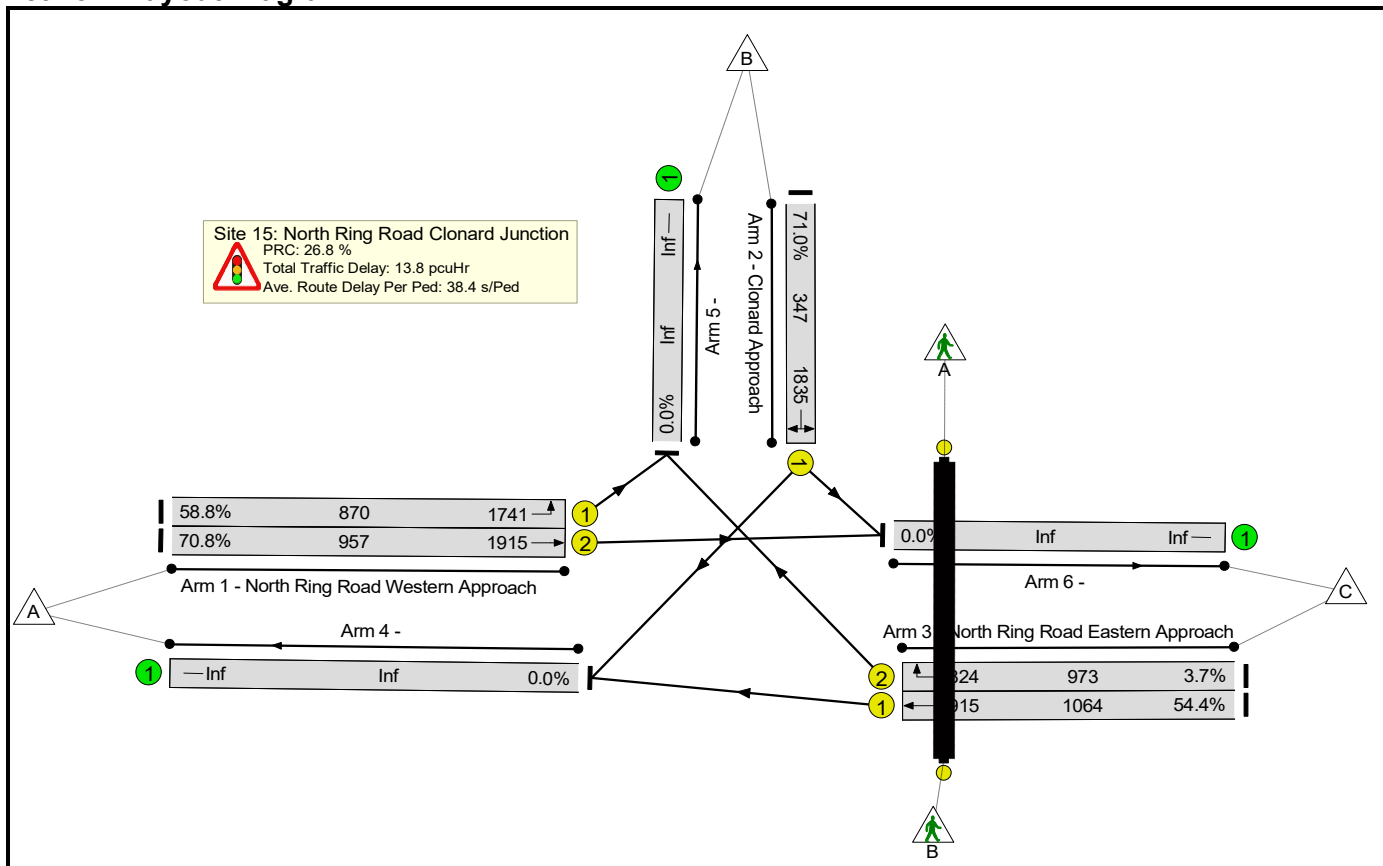 B
Site 15: North Ring Road Clonard Junction
PRC: 26.8 %
Total Traffic Delay: 13.8 pcuHr
Ave. Route Delay Per Ped: 38.4 s/Ped
1
Inf
Inf
0.0%
Arm 5 -
Arm 2 - Clonard Approach
71.0%
347
1835
1
A
58.8% 870 1741 1
70.8% 957 1915 2
Arm 1 - North Ring Road Western Approach
A
0.0% Inf Inf 1
Arm 6 -
C
Arm 4 -
1 Inf Inf 0.0%
Arm 3 North Ring Road Eastern Approach
2 973 3.7%
1 1064 54.4%
B